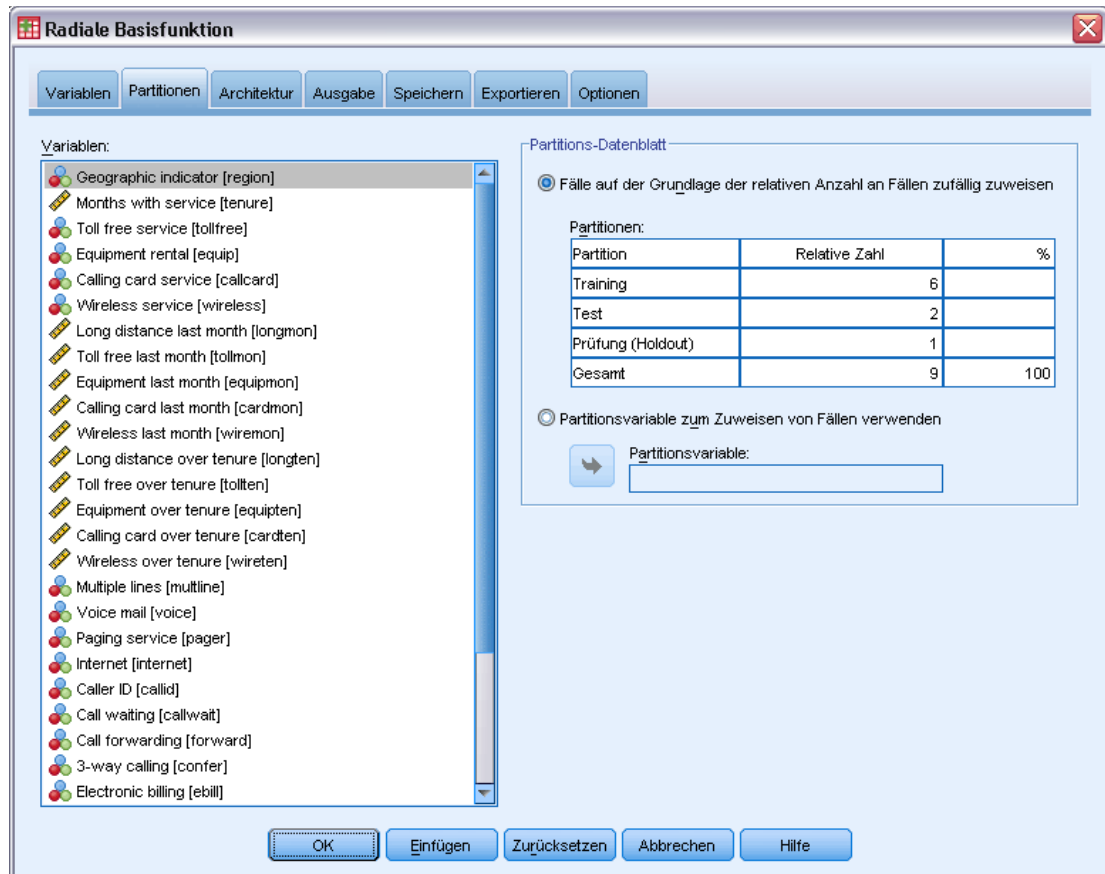 Radiale Basisfunktion
Variablen Partitionen Architektur Ausgabe Speichern Exportieren Optionen
Variablen:
Geographic indicator [region]
Months with service [tenure]
Toll free service [tollfree]
Equipment rental [equip]
Calling card service [callcard]
Wireless service [wireless]
Long distance last month [longmon]
Toll free last month [tollmon]
Equipment last month [equipmon]
Calling card last month [cardmon]
Wireless last month [wiremon]
Long distance over tenure [longten]
Toll free over tenure [tollten]
Equipment over tenure [equipten]
Calling card over tenure [cardten]
Wireless over tenure [wireten]
Multiple lines [multline]
Voice mail [voice]
Paging service [pager]
Internet [internet]
Caller ID [callid]
Call waiting [callwait]
Call forwarding [forward]
3-way calling [confer]
Electronic billing [ebill]
Partitions-Datenblatt
Fälle auf der Grundlage der relativen Anzahl an Fällen zufällig zuweisen
Partitionen:
Partition Relative Zahl %
Training 6
Test 2
Prüfung (Holdout) 1
Gesamt 9 100
Partitionsvariable zum Zuweisen von Fällen verwenden
Partitionsvariable:
OK Einfügen Zurücksetzen Abbrechen Hilfe